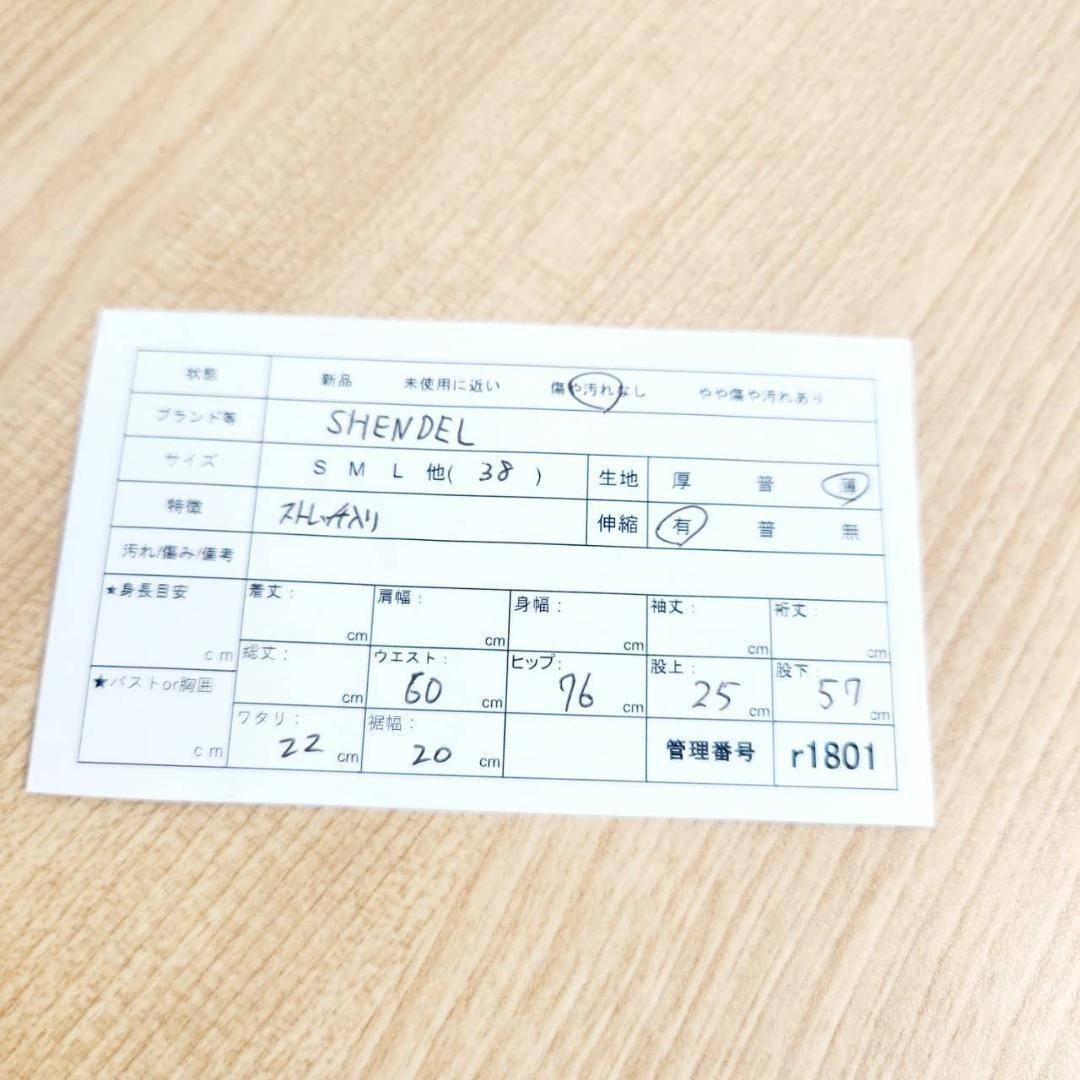 状態 新品 未使用に近い 傷や汚れなし やや傷や汚れあり
ブランド等 SHENDEL
サイズ S M L 他( 38 ) 生地 厚 普 薄
特徴 ストレッチ入り 伸縮 有 普 無
汚れ/傷み/備考
★身長目安 cm 着丈: cm 肩幅: cm 身幅: cm 袖丈: cm 裄丈: cm
総丈: cm ウエスト: 60 cm ヒップ: 76 cm 股上: 25 cm 股下: 57 cm
★バストor胸囲 cm ワタリ: 22 cm 裾幅: 20 cm 管理番号 r1801